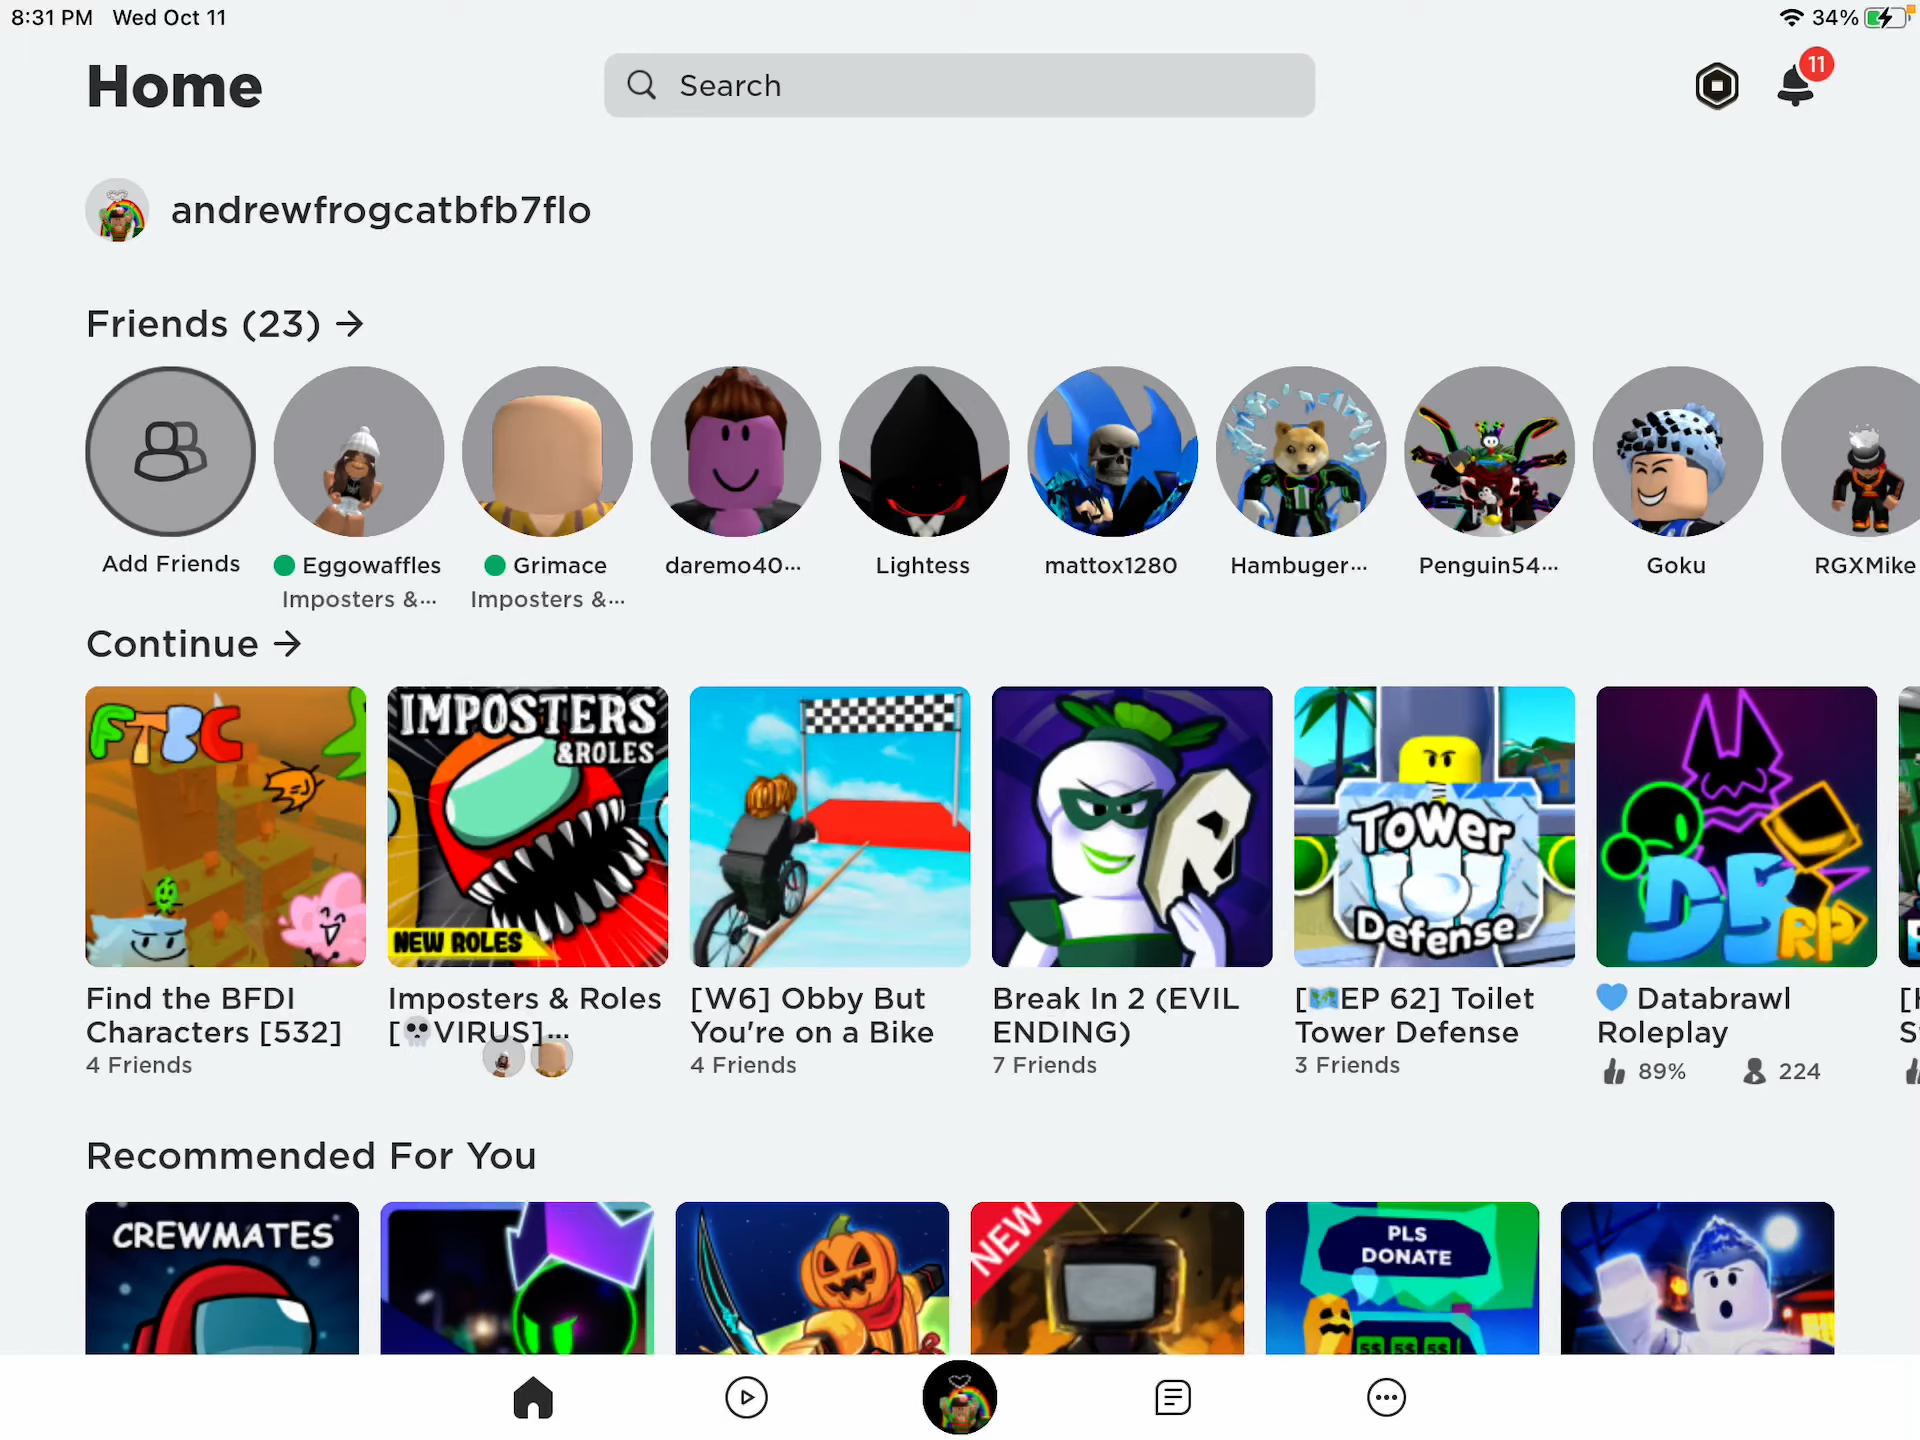 8:31 PM Wed Oct 11
34%
Home
Search
11
andrewfrogcatbfb7flo
Friends (23) →
Add Friends
Eggowaffles
Grimace
daremo40...
Lightess
mattox1280
Hambuger...
Penguin54...
Goku
RGXMike
Imposters &...
Imposters &...
Continue →
FTBC
IMPOSTERS
&ROLES
NEW ROLES
Tower
Defense
DB
RP
Find the BFDI
Characters [532]
4 Friends
Imposters & Roles
[💀VIRUS]...
[W6] Obby But
You're on a Bike
4 Friends
Break In 2 (EVIL
ENDING)
7 Friends
[🗺️EP 62] Toilet
Tower Defense
3 Friends
💙 Databrawl
Roleplay
89% 224
Recommended For You
CREWMATES
NEW
PLS
DONATE
5$ 5$ 5$